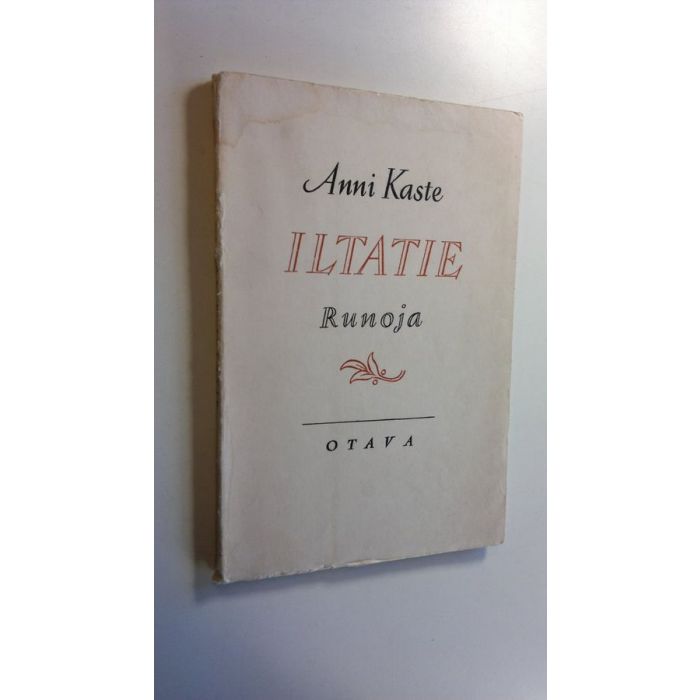 Anni Kaste
ILTATIE
Runoja
OTAVA